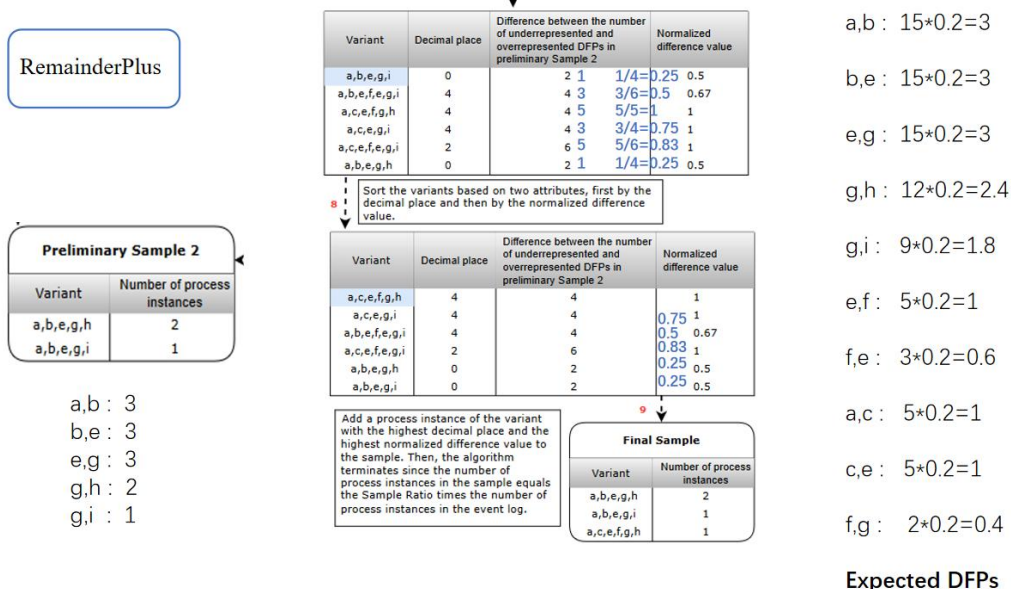 RemainderPlus
Preliminary Sample 2
Variant Number of process instances
a,b,e,g,h 2
a,b,e,g,i 1
a,b : 3
b,e : 3
e,g : 3
g,h : 2
g,i : 1
Variant Decimal place Difference between the number of underrepresented and overrepresented DFPs in preliminary Sample 2 Normalized difference value
a,b,e,g,i 0 2 1 1/4=0.25 0.5
a,b,e,f,e,g,i 4 4 3 3/6=0.5 0.67
a,c,e,f,g,h 4 4 5 5/5=1 1
a,c,e,g,i 4 4 3 3/4=0.75 1
a,c,e,f,e,g,i 2 6 5 5/6=0.83 1
a,b,e,g,h 0 2 1 1/4=0.25 0.5
8
Sort the variants based on two attributes, first by the
decimal place and then by the normalized difference
value.
Variant Decimal place Difference between the number of underrepresented and overrepresented DFPs in preliminary Sample 2 Normalized difference value
a,c,e,f,g,h 4 4 1
a,c,e,g,i 4 4 0.75 1
a,b,e,f,e,g,i 4 4 0.5 0.67
a,c,e,f,e,g,i 2 6 0.83 1
a,b,e,g,h 0 2 0.25 0.5
a,b,e,g,i 0 2 0.25 0.5
9
Add a process instance of the variant
with the highest decimal place and the
highest normalized difference value to
the sample. Then, the algorithm
terminates since the number of
process instances in the sample equals
the Sample Ratio times the number of
process instances in the event log.
Final Sample
Variant Number of process instances
a,b,e,g,h 2
a,b,e,g,i 1
a,c,e,f,g,h 1
a,b : 15*0.2=3
b,e : 15*0.2=3
e,g : 15*0.2=3
g,h : 12*0.2=2.4
g,i : 9*0.2=1.8
e,f : 5*0.2=1
f,e : 3*0.2=0.6
a,c : 5*0.2=1
c,e : 5*0.2=1
f,g : 2*0.2=0.4
Expected DFPs